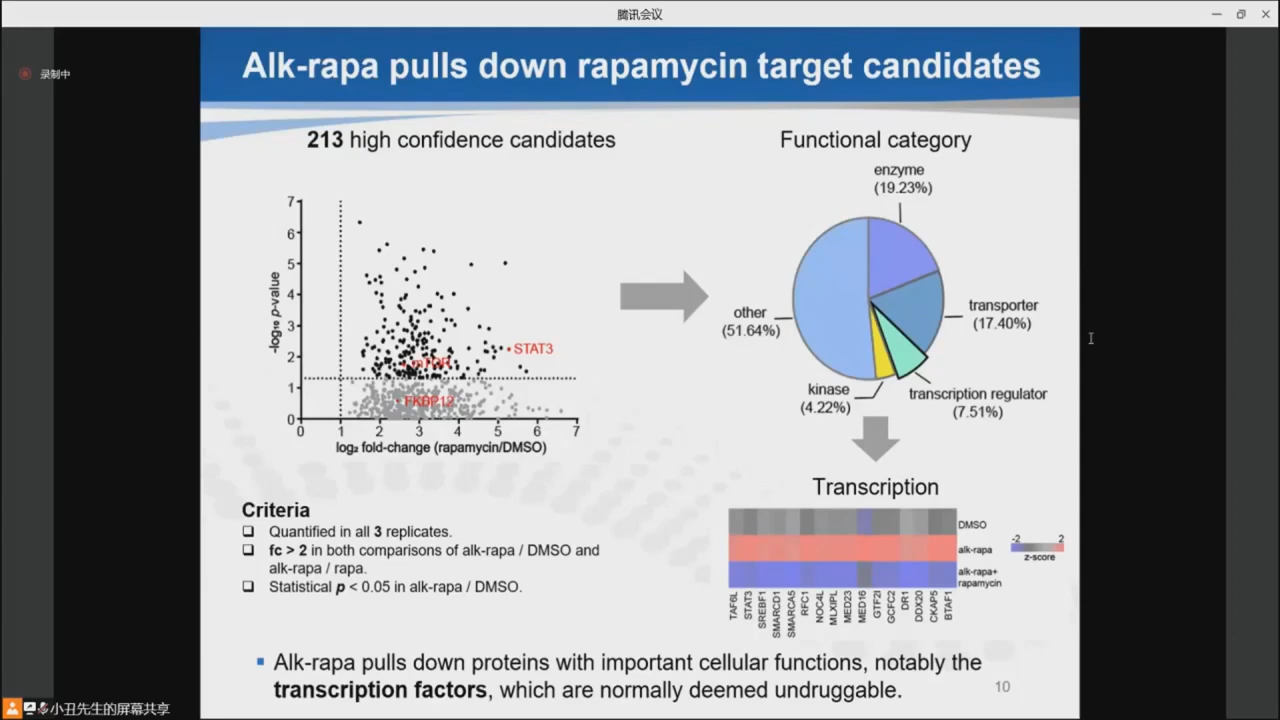 腾讯会议
录制中
Alk-rapa pulls down rapamycin target candidates
213 high confidence candidates
Functional category
-log₁₀ p-value
7
6
5
4
3
2
1
0
0 1 2 3 4 5 6 7
log₂ fold-change (rapamycin/DMSO)
STAT3
mTOR
FKBP12
enzyme
(19.23%)
transporter
(17.40%)
other
(51.64%)
kinase
(4.22%)
transcription regulator
(7.51%)
Criteria
Quantified in all 3 replicates.
fc > 2 in both comparisons of alk-rapa / DMSO and
alk-rapa / rapa.
Statistical p < 0.05 in alk-rapa / DMSO.
Transcription
DMSO
alk-rapa
alk-rapa+
rapamycin
-2 2
z-score
TAF6L
STAT3
SREBF1
SMARCD1
SMARCA5
RFC1
NOC4L
MLXIPL
MED23
MED16
GTF2I
GCFC2
DR1
DDX20
CKAP5
BTAF1
Alk-rapa pulls down proteins with important cellular functions, notably the
transcription factors, which are normally deemed undruggable.
10
小丑先生的屏幕共享